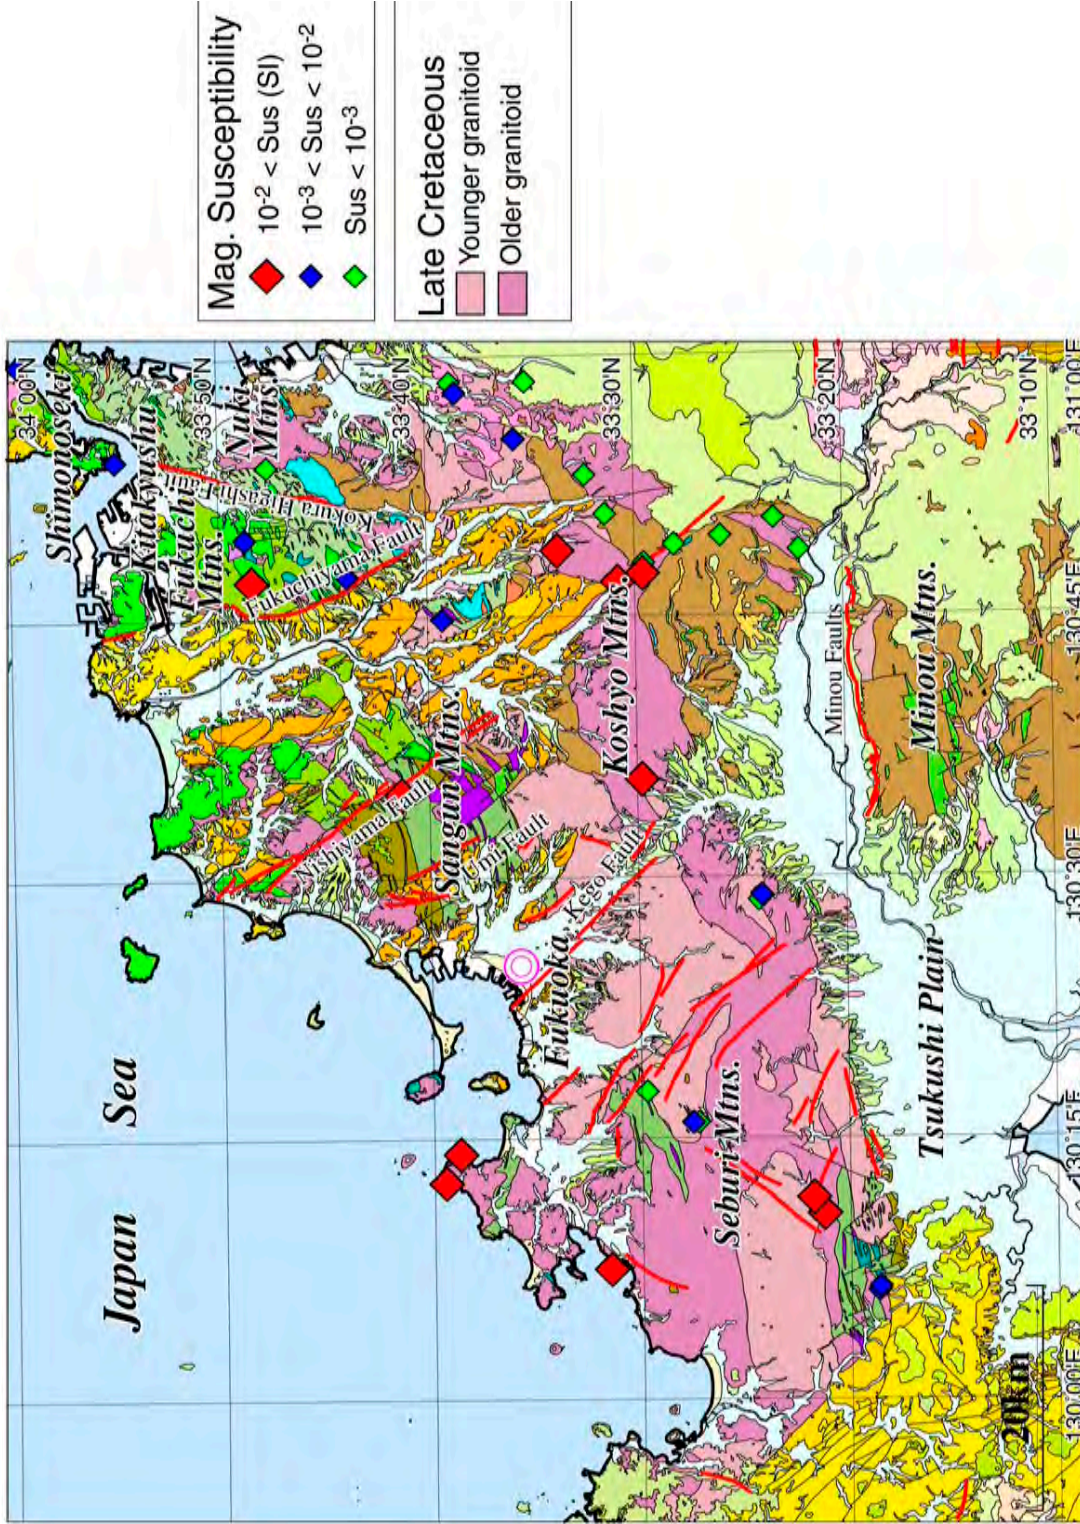 Mag. Susceptibility
10⁻² < Sus (SI)
10⁻³ < Sus < 10⁻²
Sus < 10⁻³
Late Cretaceous
Younger granitoid
Older granitoid
34°00'N
33°50'N
33°40'N
33°30'N
33°20'N
33°10'N
131°00'E
130°45'E
130°30'E
130°15'E
130°00'E
Shimonoseki
Kitakyushu
Fukuchi
Mtns.
Nuki
Mtns.
Kokura Higashi Fault
Fukuchiyama Fault
Japan Sea
Nishiyama Fault
Sangun Mtns.
Umi Fault
Koshyo Mtns.
Kego Fault
Fukuoka
Minou Faults
Minou Mtns.
Seburi Mtns.
Tsukushi Plain
20km